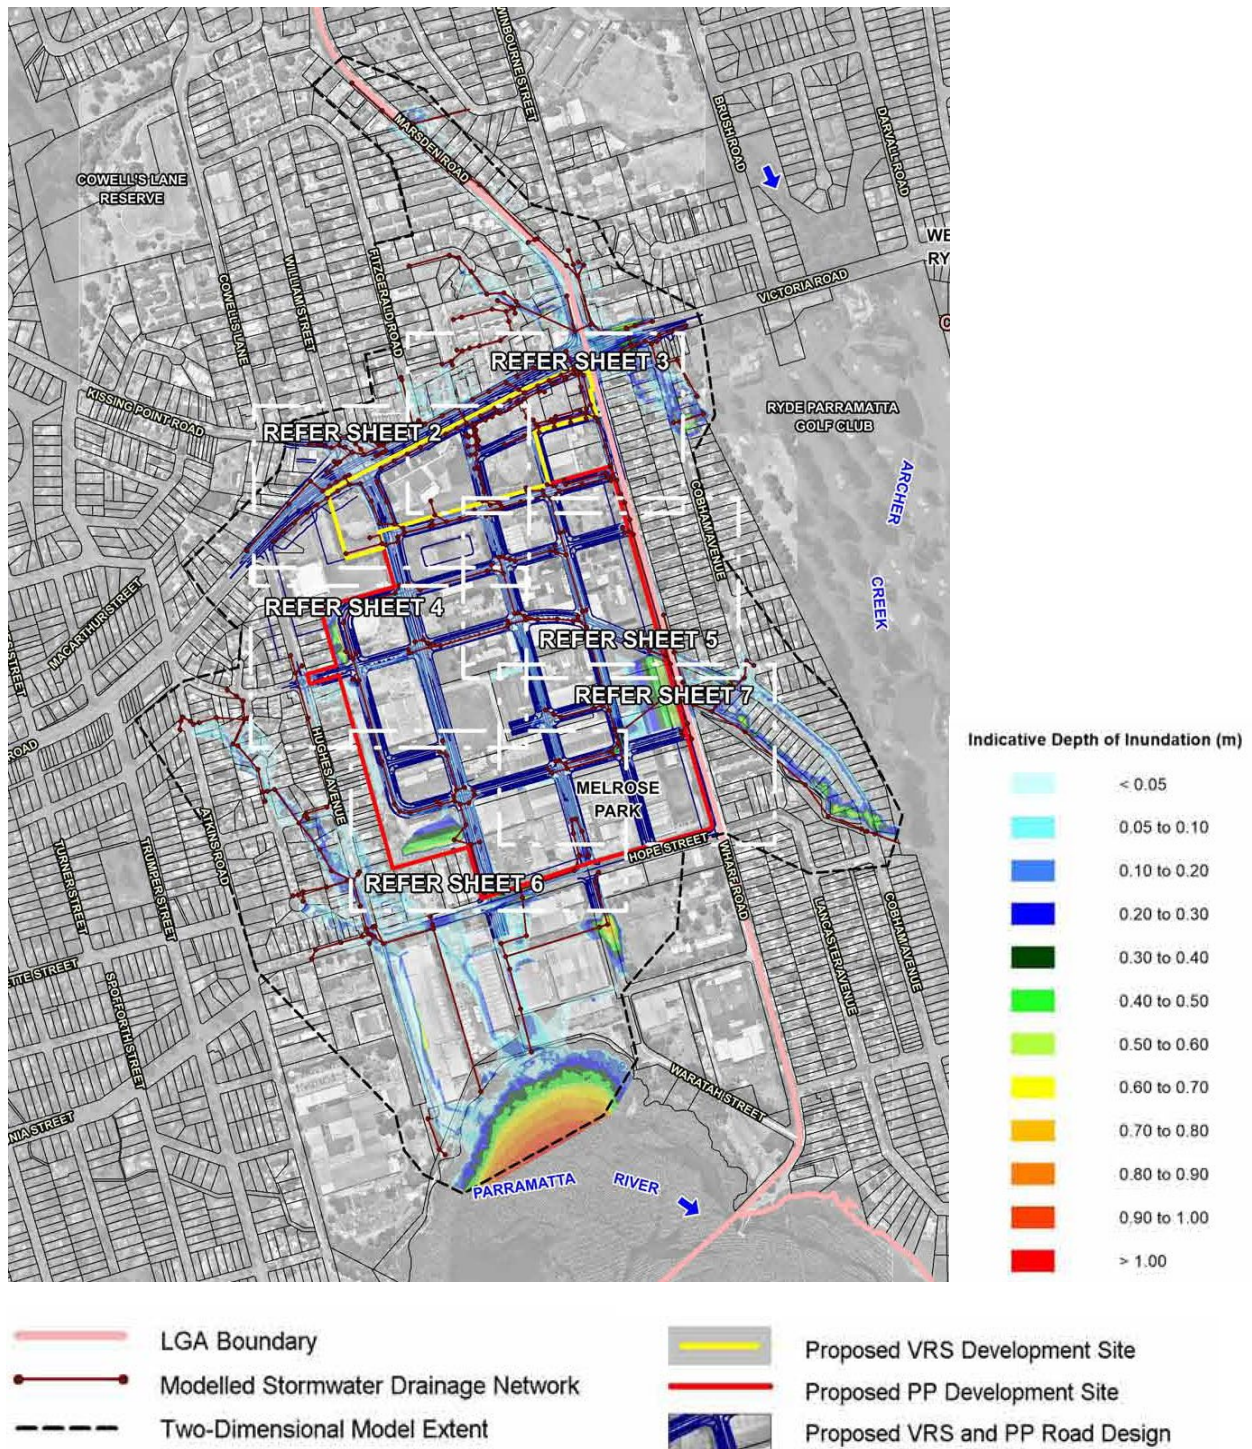 WINBOURNE STREET
BRUSH ROAD
DARVALL ROAD
MARSDEN ROAD
COWELL'S LANE
RESERVE
WE
RY
FITZGERALD ROAD
WILLIAM STREET
COWELLS LANE
VICTORIA ROAD
REFER SHEET 3
KISSING POINT ROAD
RYDE PARRAMATTA
GOLF CLUB
REFER SHEET 2
ARCHER
CREEK
COBHAM AVENUE
MACARTHUR STREET
STREET
REFER SHEET 4
REFER SHEET 5
REFER SHEET 7
ROAD
HUGHES AVENUE
MELROSE
PARK
ATKINS ROAD
TRUMPER STREET
TURNER STREET
HOPE STREET
WHARF ROAD
REFER SHEET 6
LANCASTER AVENUE
COBHAM AVENUE
ETTE STREET
SPOFFORTH STREET
WARATAH STREET
NIA STREET
PARRAMATTA RIVER
Indicative Depth of Inundation (m)
< 0.05
0.05 to 0.10
0.10 to 0.20
0.20 to 0.30
0.30 to 0.40
0.40 to 0.50
0.50 to 0.60
0.60 to 0.70
0.70 to 0.80
0.80 to 0.90
0.90 to 1.00
> 1.00
LGA Boundary
Modelled Stormwater Drainage Network
Two-Dimensional Model Extent
Proposed VRS Development Site
Proposed PP Development Site
Proposed VRS and PP Road Design